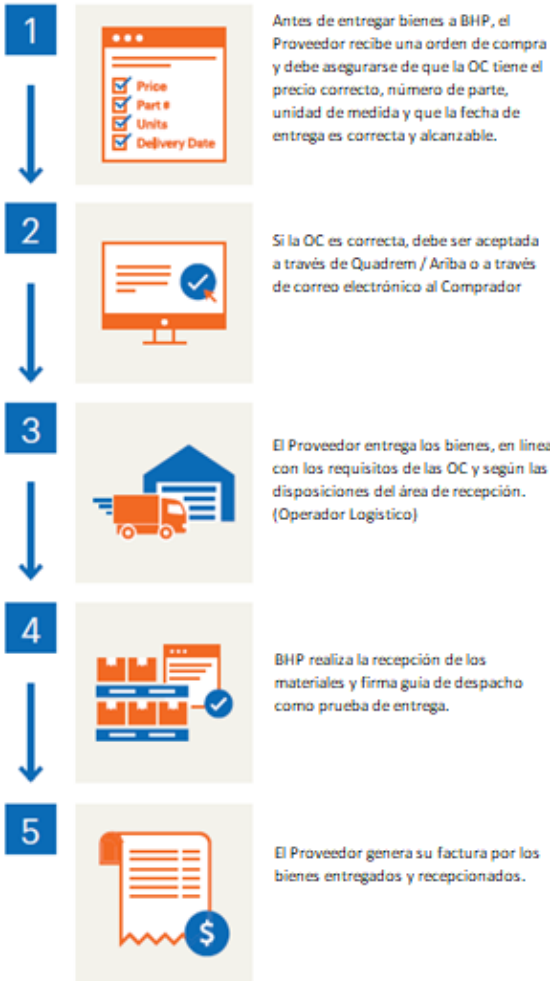 1
Antes de entregar bienes a BHP, el
Proveedor recibe una orden de compra
y debe asegurarse de que la OC tiene el
precio correcto, número de parte,
unidad de medida y que la fecha de
entrega es correcta y alcanzable.
Price
Part #
Units
Delivery Date
2
Si la OC es correcta, debe ser aceptada
a través de Quadrem / Ariba o a través
de correo electrónico al Comprador
3
El Proveedor entrega los bienes, en línea
con los requisitos de las OC y según las
disposiciones del área de recepción.
(Operador Logístico)
4
BHP realiza la recepción de los
materiales y firma guía de despacho
como prueba de entrega.
5
El Proveedor genera su factura por los
bienes entregados y recepcionados.
$